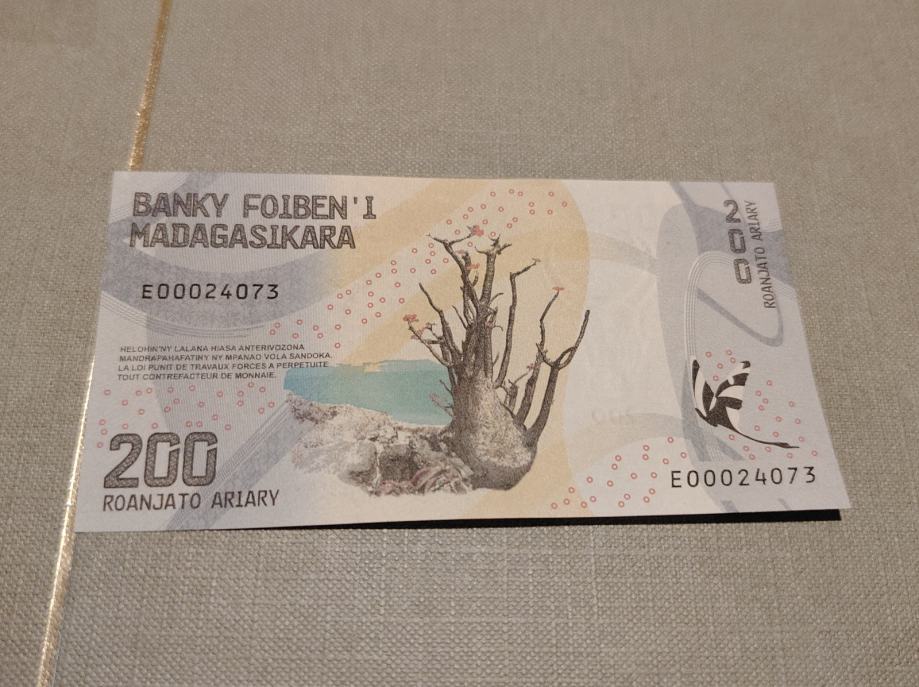 BANKY FOIBEN'I
MADAGASIKARA
E00024073
HELOHIN'NY LALANA HIASA ANTERIVOZONA
MANDRAPAHAFATINY NY MPANAO VOLA SANDOKA.
LA LOI PUNIT DE TRAVAUX FORCES A PERPETUITE
TOUT CONTREFACTEUR DE MONNAIE.
200
ROANJATO ARIARY
200
ROANJATO ARIARY
E00024073